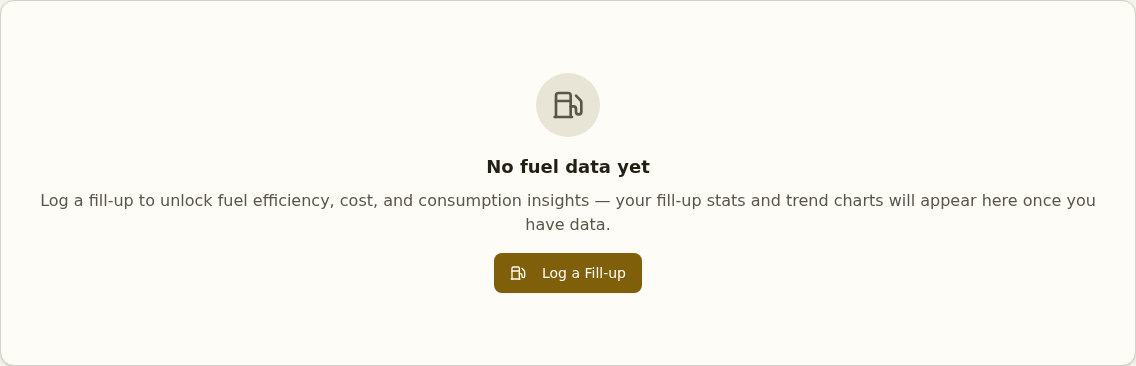 No fuel data yet
Log a fill-up to unlock fuel efficiency, cost, and consumption insights — your fill-up stats and trend charts will appear here once you
have data.
Log a Fill-up